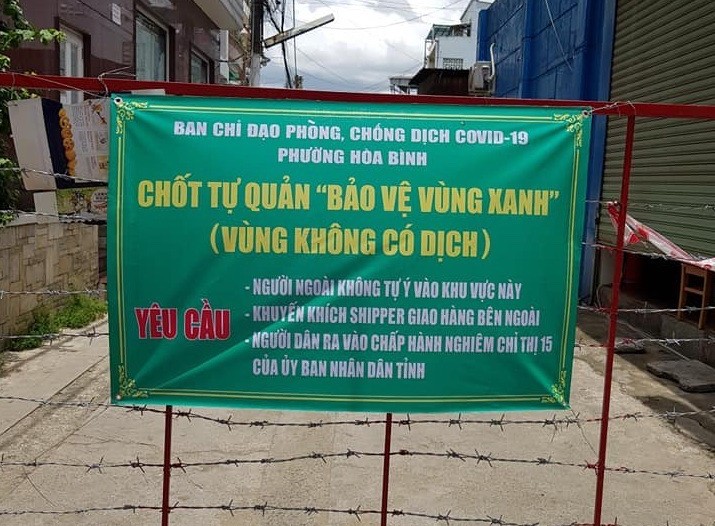 BAN CHỈ ĐẠO PHÒNG, CHỐNG DỊCH COVID-19
PHƯỜNG HÒA BÌNH
CHỐT TỰ QUẢN "BẢO VỆ VÙNG XANH"
(VÙNG KHÔNG CÓ DỊCH)
YÊU CẦU
- NGƯỜI NGOÀI KHÔNG TỰ Ý VÀO KHU VỰC NÀY
- KHUYẾN KHÍCH SHIPPER GIAO HÀNG BÊN NGOÀI
- NGƯỜI DÂN RA VÀO CHẤP HÀNH NGHIÊM CHỈ THỊ 15
CỦA ỦY BAN NHÂN DÂN TỈNH